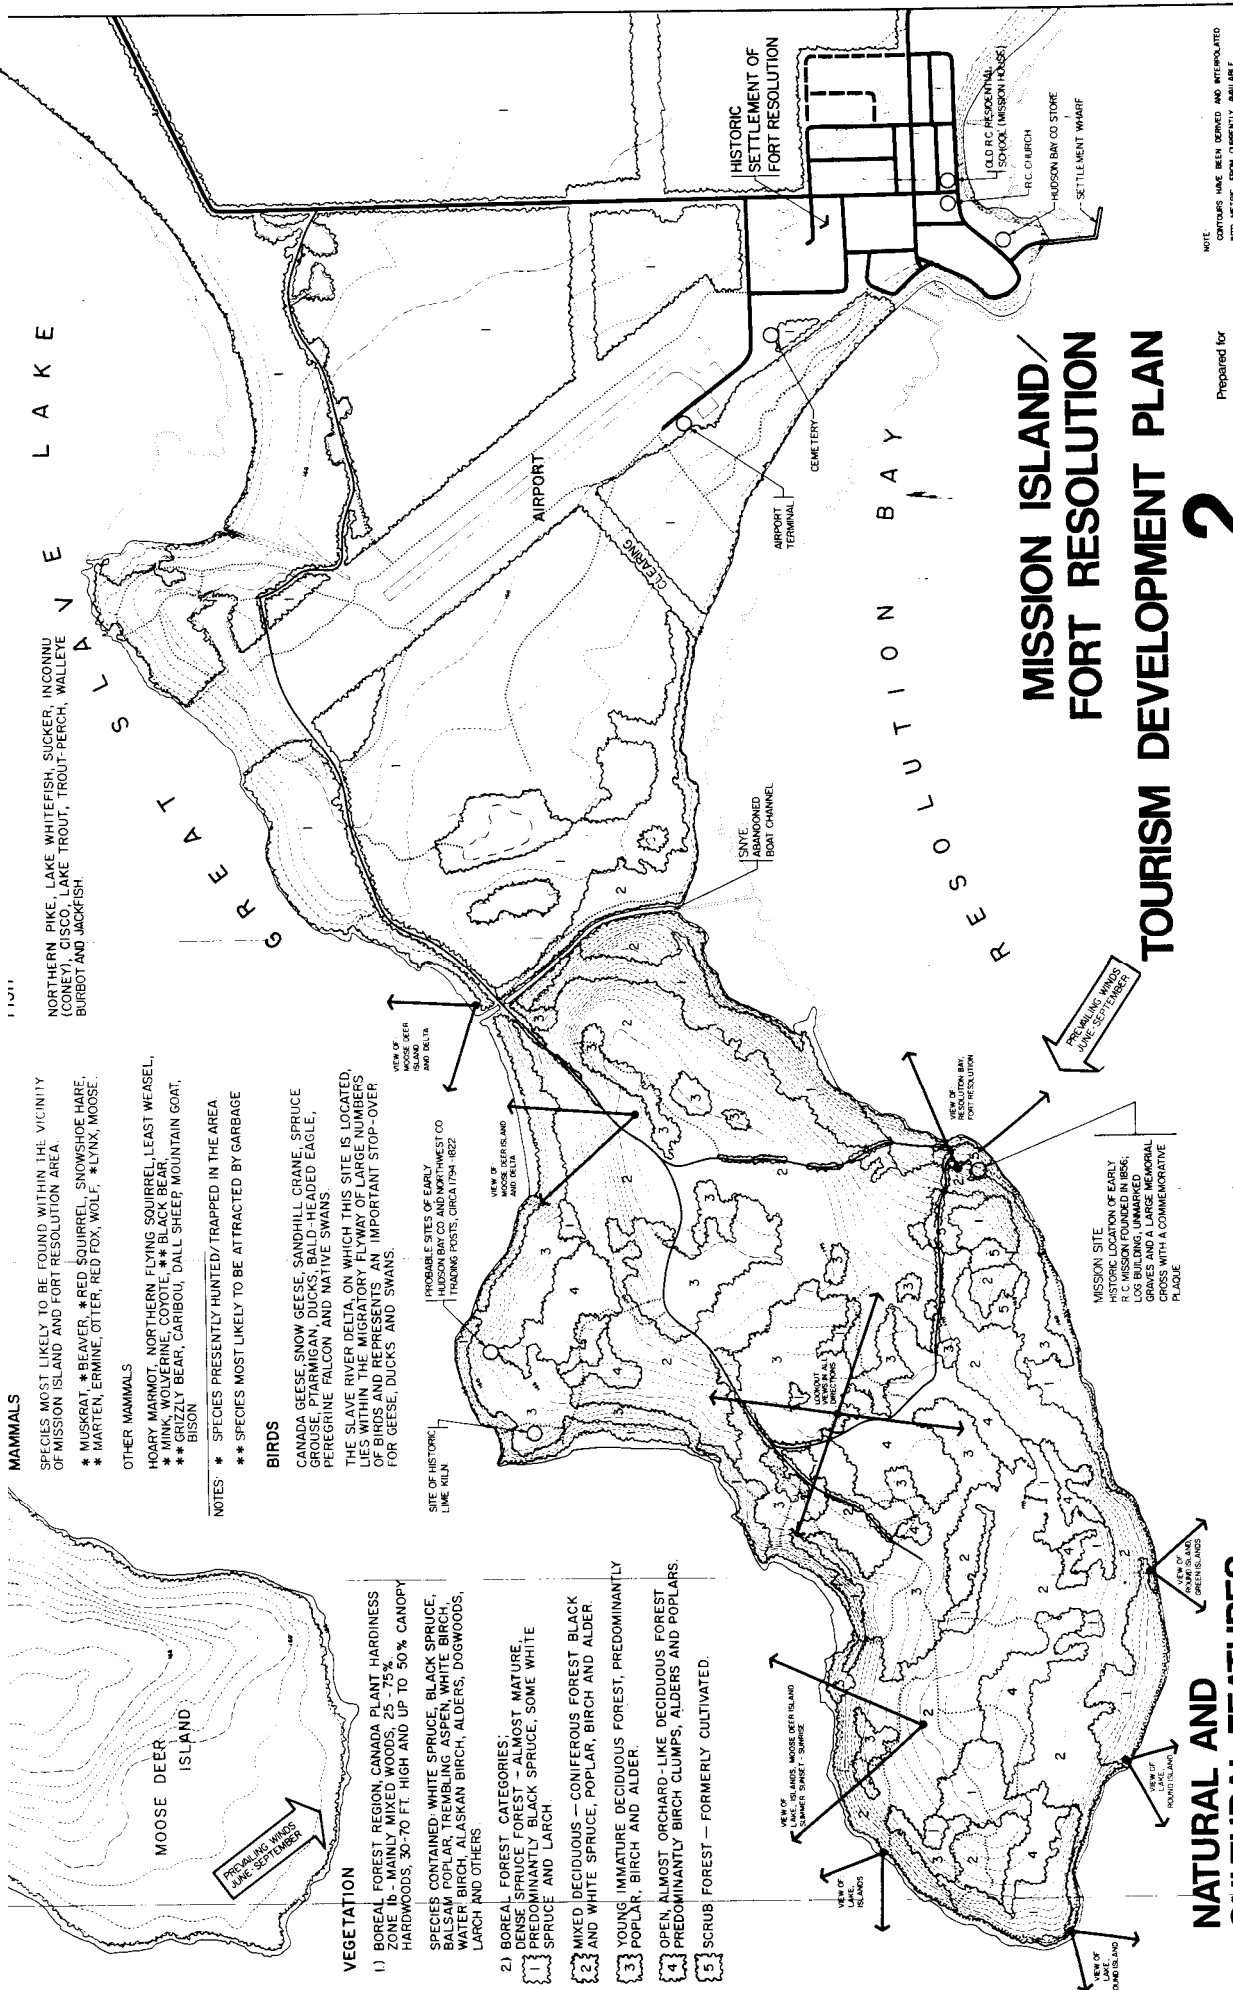 FISH
NORTHERN PIKE, LAKE WHITEFISH, SUCKER, INCONNU
(CONEY), CISCO, LAKE TROUT, TROUT-PERCH, WALLEYE
BURBOT AND JACKFISH.
MAMMALS
SPECIES MOST LIKELY TO BE FOUND WITHIN THE VICINITY
OF MISSION ISLAND AND FORT RESOLUTION AREA.
* MUSKRAT, * BEAVER, * RED SQUIRREL, SNOWSHOE HARE,
* MARTEN, ERMINE, OTTER, RED FOX, WOLF, * LYNX, MOOSE.
OTHER MAMMALS
HOARY MARMOT, NORTHERN FLYING SQUIRREL, LEAST WEASEL,
* MINK, WOLVERINE, COYOTE, ** BLACK BEAR,
** GRIZZLY BEAR, CARIBOU, DALL SHEEP, MOUNTAIN GOAT,
BISON
NOTES: * SPECIES PRESENTLY HUNTED/TRAPPED IN THE AREA
** SPECIES MOST LIKELY TO BE ATTRACTED BY GARBAGE
BIRDS
CANADA GEESE, SNOW GEESE, SANDHILL CRANE, SPRUCE
GROUSE, PTARMIGAN, DUCKS, BALD-HEADED EAGLE,
PEREGRINE FALCON AND NATIVE SWANS.
THE SLAVE RIVER DELTA, ON WHICH THIS SITE IS LOCATED,
LIES WITHIN THE MIGRATORY FLYWAY OF LARGE NUMBERS
OF BIRDS AND REPRESENTS AN IMPORTANT STOP-OVER
FOR GEESE, DUCKS AND SWANS.
VEGETATION
1.) BOREAL FOREST REGION, CANADA PLANT HARDINESS
ZONE 1b - MAINLY MIXED WOODS, 25 - 75%
HARDWOODS, 30-70 FT. HIGH AND UP TO 50% CANOPY
SPECIES CONTAINED: WHITE SPRUCE, BLACK SPRUCE,
BALSAM POPLAR, TREMBLING ASPEN, WHITE BIRCH,
WATER BIRCH, ALASKAN BIRCH, ALDERS, DOGWOODS,
LARCH AND OTHERS
2.) BOREAL FOREST CATEGORIES;
1 DENSE SPRUCE FOREST - ALMOST MATURE,
PREDOMINANTLY BLACK SPRUCE, SOME WHITE
SPRUCE AND LARCH.
2 MIXED DECIDUOUS - CONIFEROUS FOREST BLACK
AND WHITE SPRUCE, POPLAR, BIRCH AND ALDER.
3 YOUNG IMMATURE DECIDUOUS FOREST, PREDOMINANTLY
POPLAR, BIRCH AND ALDER.
4 OPEN, ALMOST ORCHARD-LIKE DECIDUOUS FOREST
PREDOMINANTLY BIRCH CLUMPS, ALDERS AND POPLARS.
5 SCRUB FOREST - FORMERLY CULTIVATED.
MOOSE DEER
ISLAND
PREVAILING WINDS
JUNE-SEPTEMBER
GREAT SLAVE LAKE
RESOLUTION BAY
HISTORIC
SETTLEMENT OF
FORT RESOLUTION
OLD R.C. RESIDENTIAL
SCHOOL (MISSION HOUSE)
R.C. CHURCH
HUDSON BAY CO STORE
SETTLEMENT WHARF
CEMETERY
AIRPORT
AIRPORT
TERMINAL
CLEARING
SNYE
ABANDONED
BOAT CHANNEL
VIEW OF
MOOSE DEER
ISLAND
AND DELTA
VIEW OF
MOOSE DEER ISLAND
AND DELTA
PROBABLE SITES OF EARLY
HUDSON BAY CO AND NORTHWEST CO
TRADING POSTS, CIRCA 1794-1822
SITE OF HISTORIC
LIME KILN
LOOKOUT
VIEWS IN ALL
DIRECTIONS
VIEW OF
RESOLUTION BAY,
FORT RESOLUTION
PREVAILING WINDS
JUNE-SEPTEMBER
MISSION SITE
HISTORIC LOCATION OF EARLY
R.C. MISSION FOUNDED IN 1856;
LOG BUILDING, UNMARKED
GRAVES AND A LARGE MEMORIAL
CROSS WITH A COMMEMORATIVE
PLAQUE
VIEW OF
LAKE, ISLANDS, MOOSE DEER ISLAND
SUMMER SUNSET - SUNRISE
VIEW OF
LAKE,
ISLANDS
VIEW OF
ROUND ISLAND,
GREEN ISLANDS
VIEW OF
LAKE,
ROUND ISLAND
VIEW OF
LAKE,
ROUND ISLAND
MISSION ISLAND/
FORT RESOLUTION
TOURISM DEVELOPMENT PLAN
2
Prepared for
NOTE:
CONTOURS HAVE BEEN DERIVED AND INTERPOLATED
NATURAL AND
CULTURAL FEATURES